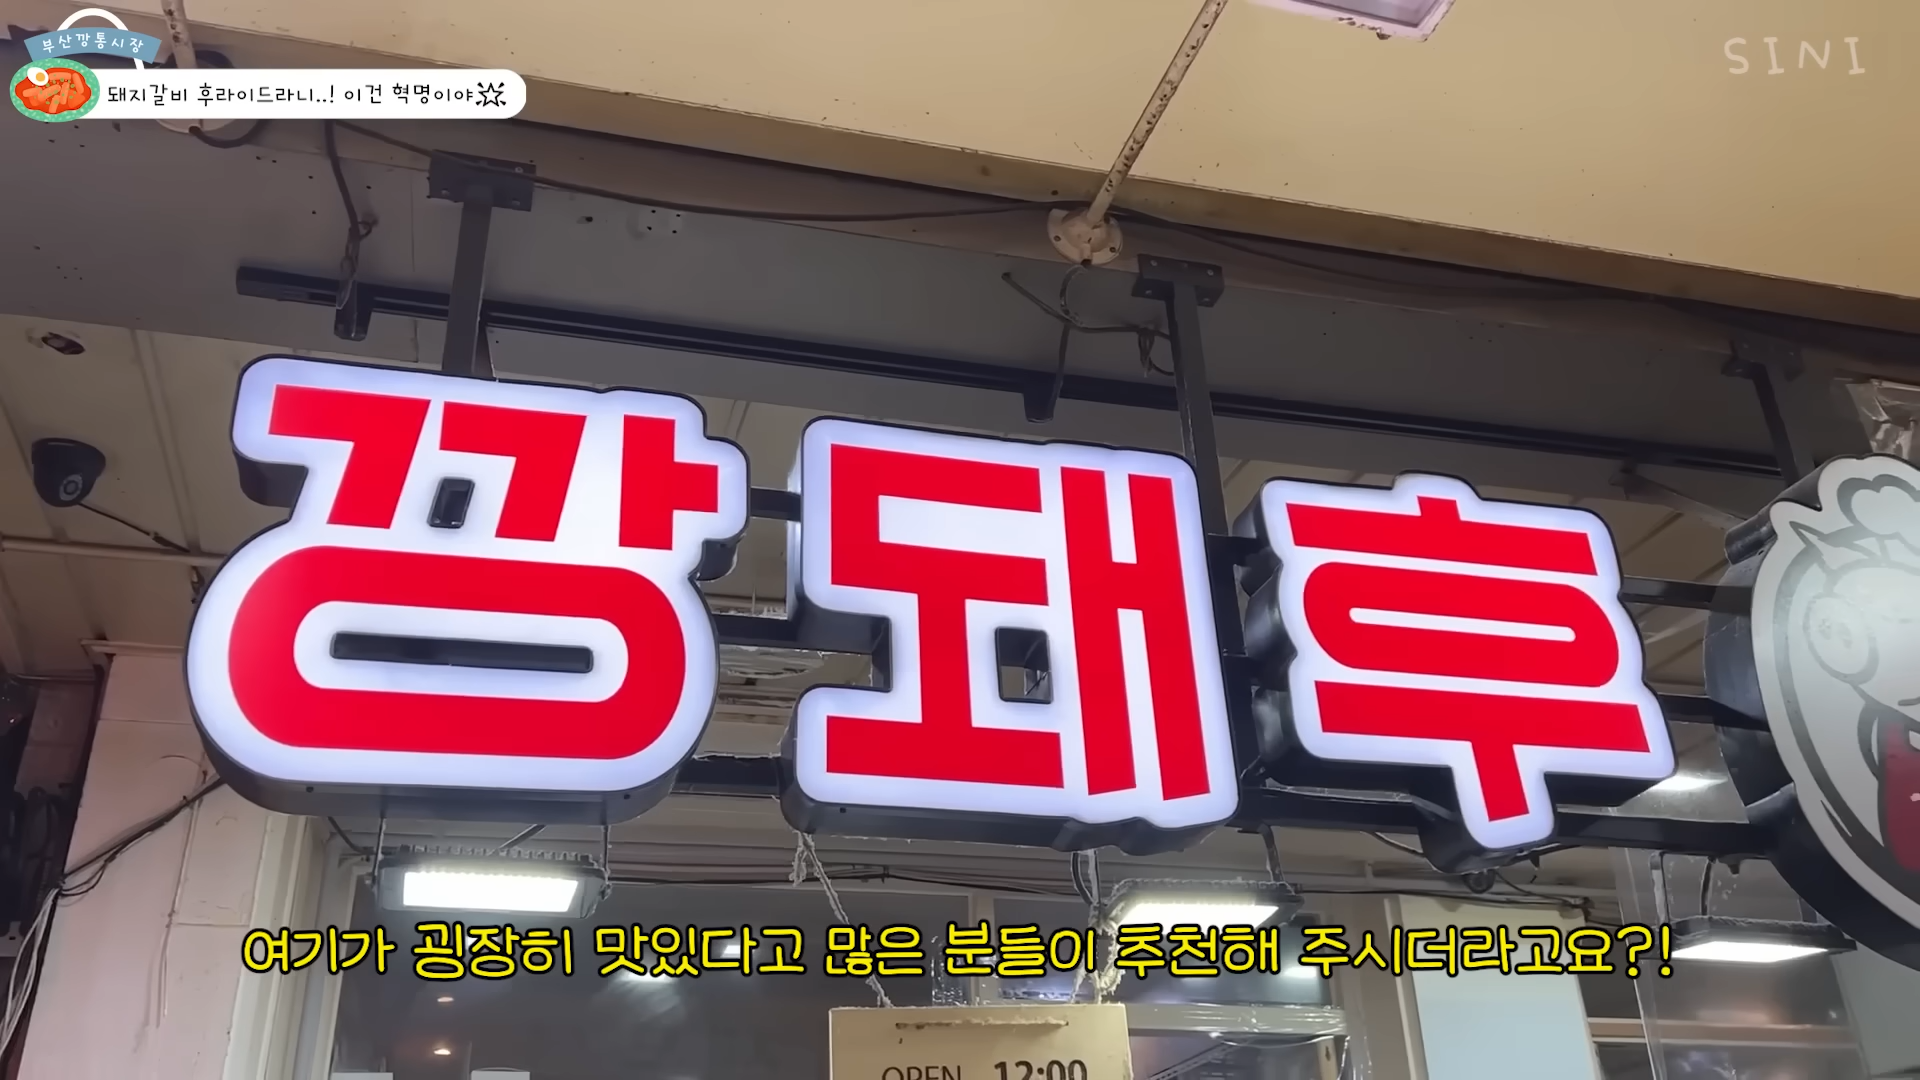 부산깡통시장
돼지갈비 후라이드라니..! 이건 혁명이야
SINI
깡돼후
여기가 굉장히 맛있다고 많은 분들이 추천해 주시더라고요?!
OPEN 12:00